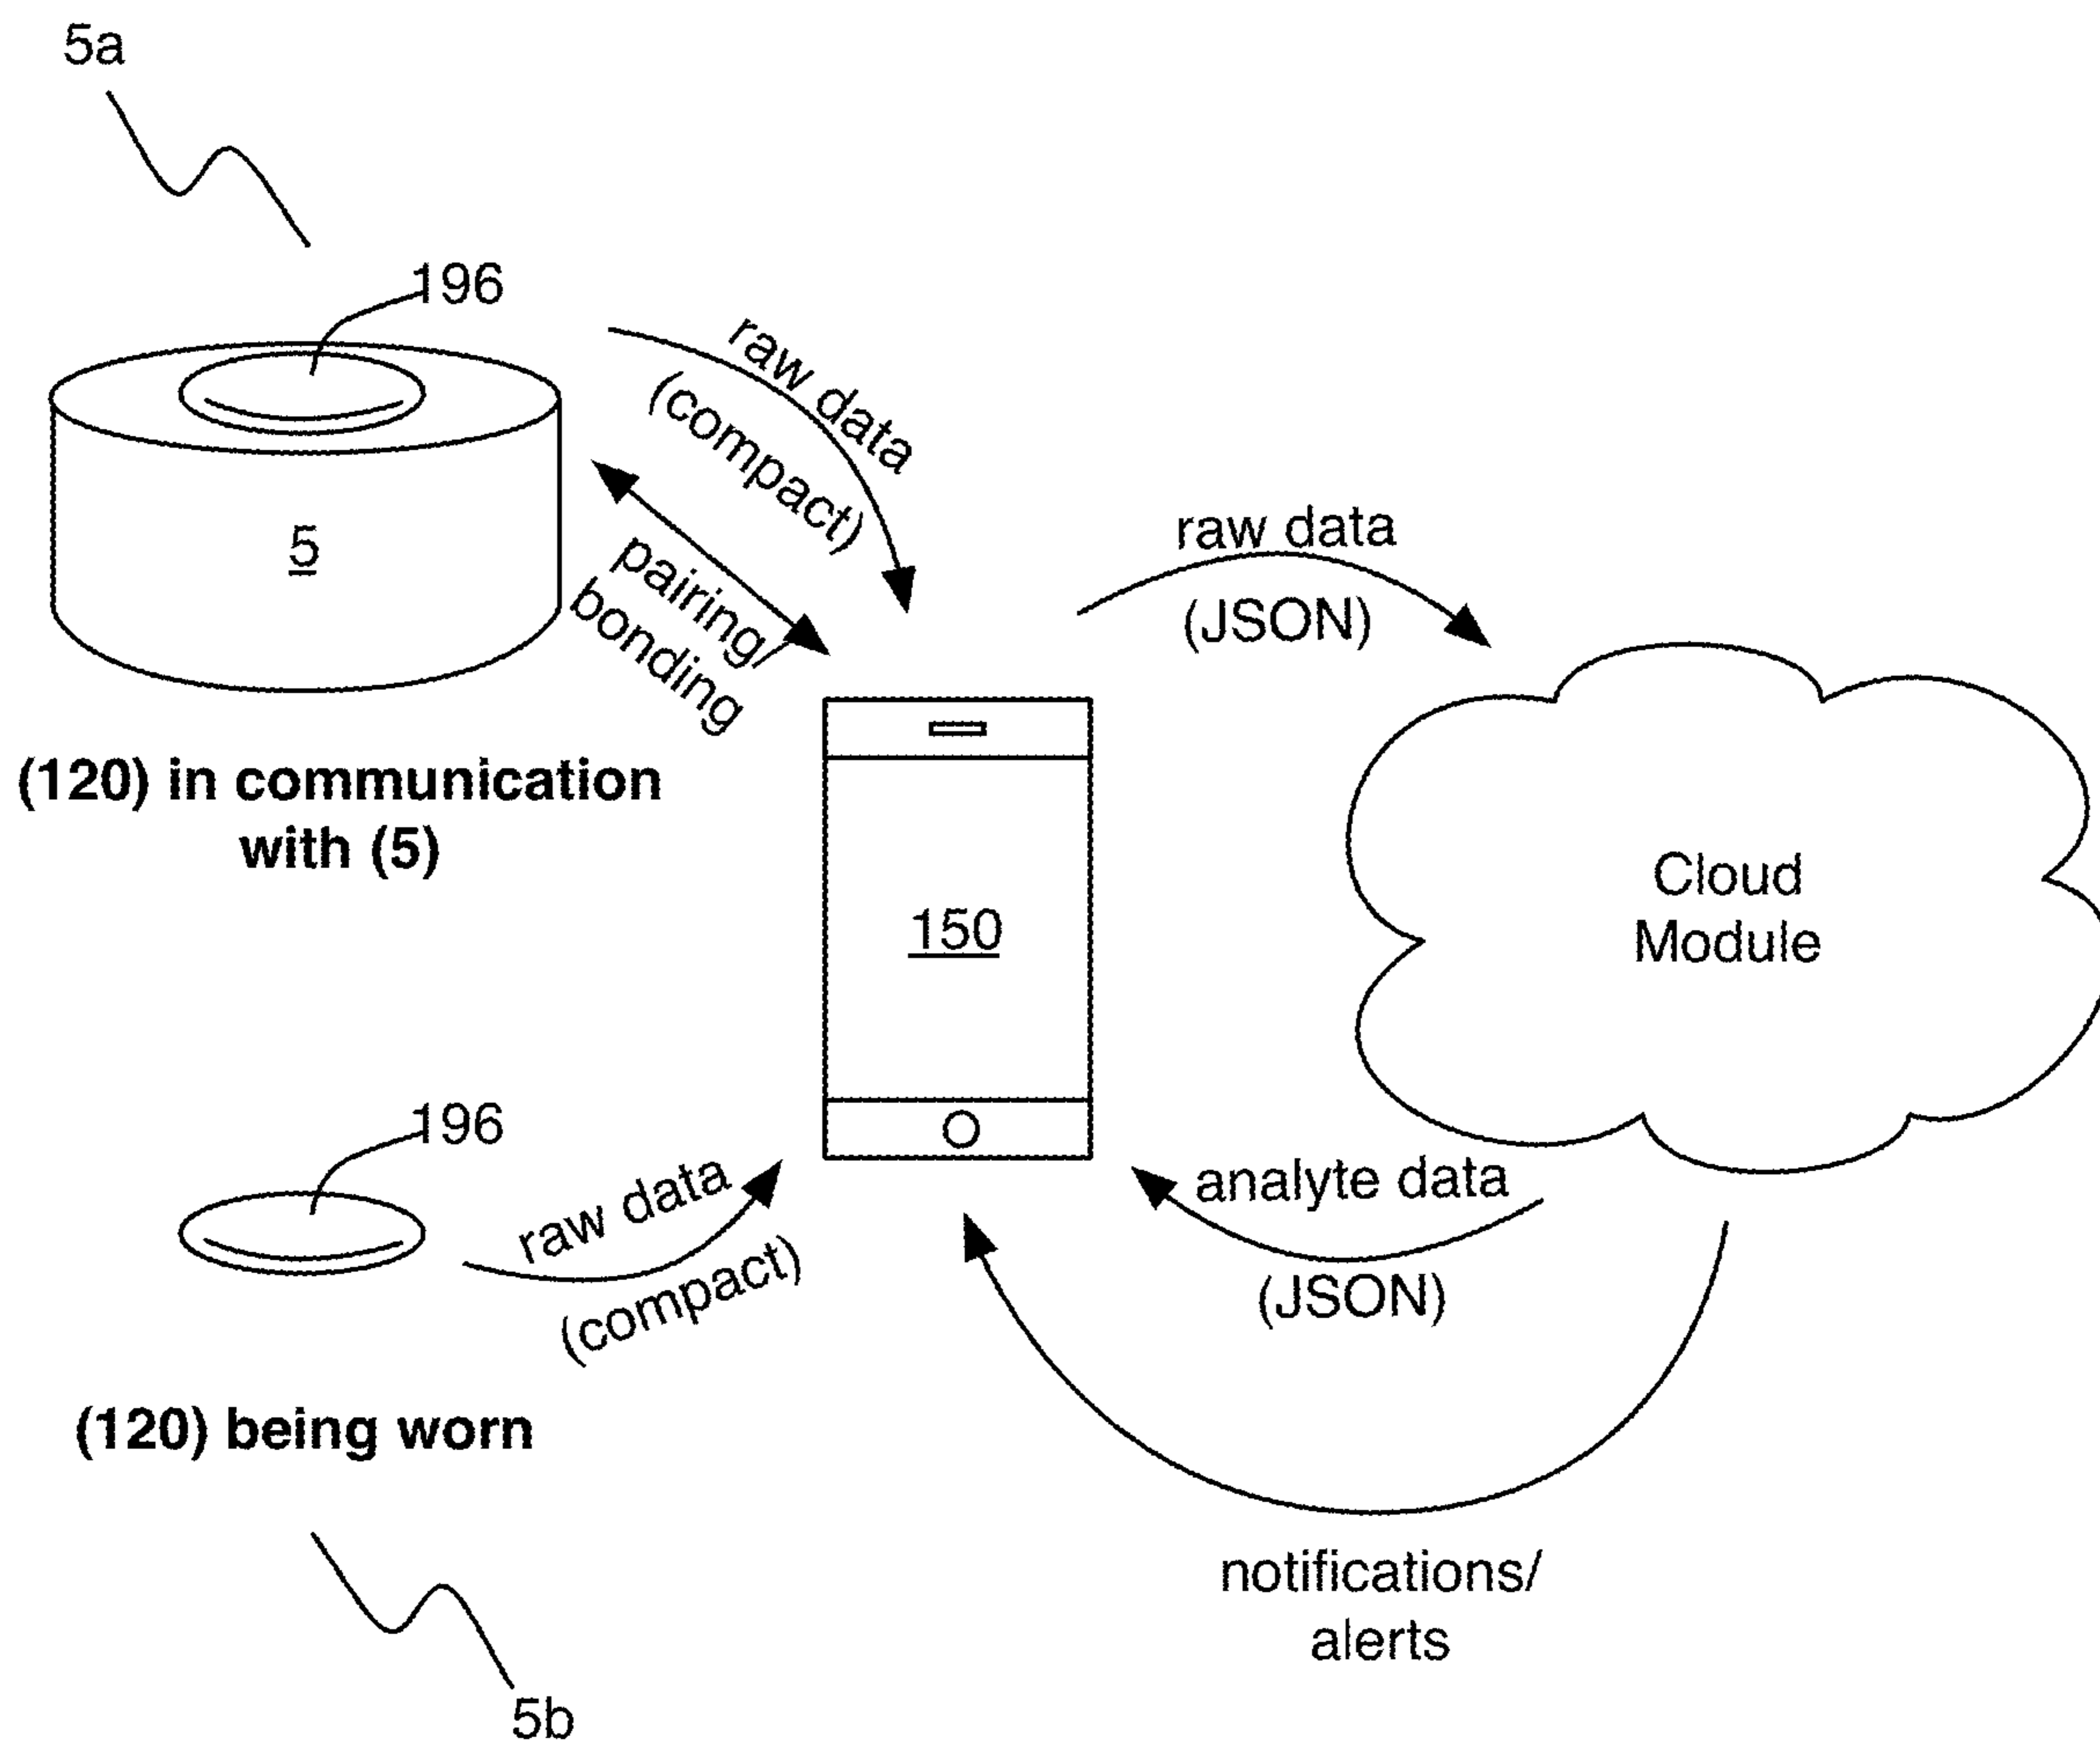 5a
196
raw data
(compact)
5
pairing/
bonding
raw data
(JSON)
(120) in communication
with (5)
150
Cloud
Module
196
raw data
(compact)
analyte data
(JSON)
(120) being worn
notifications/
alerts
5b